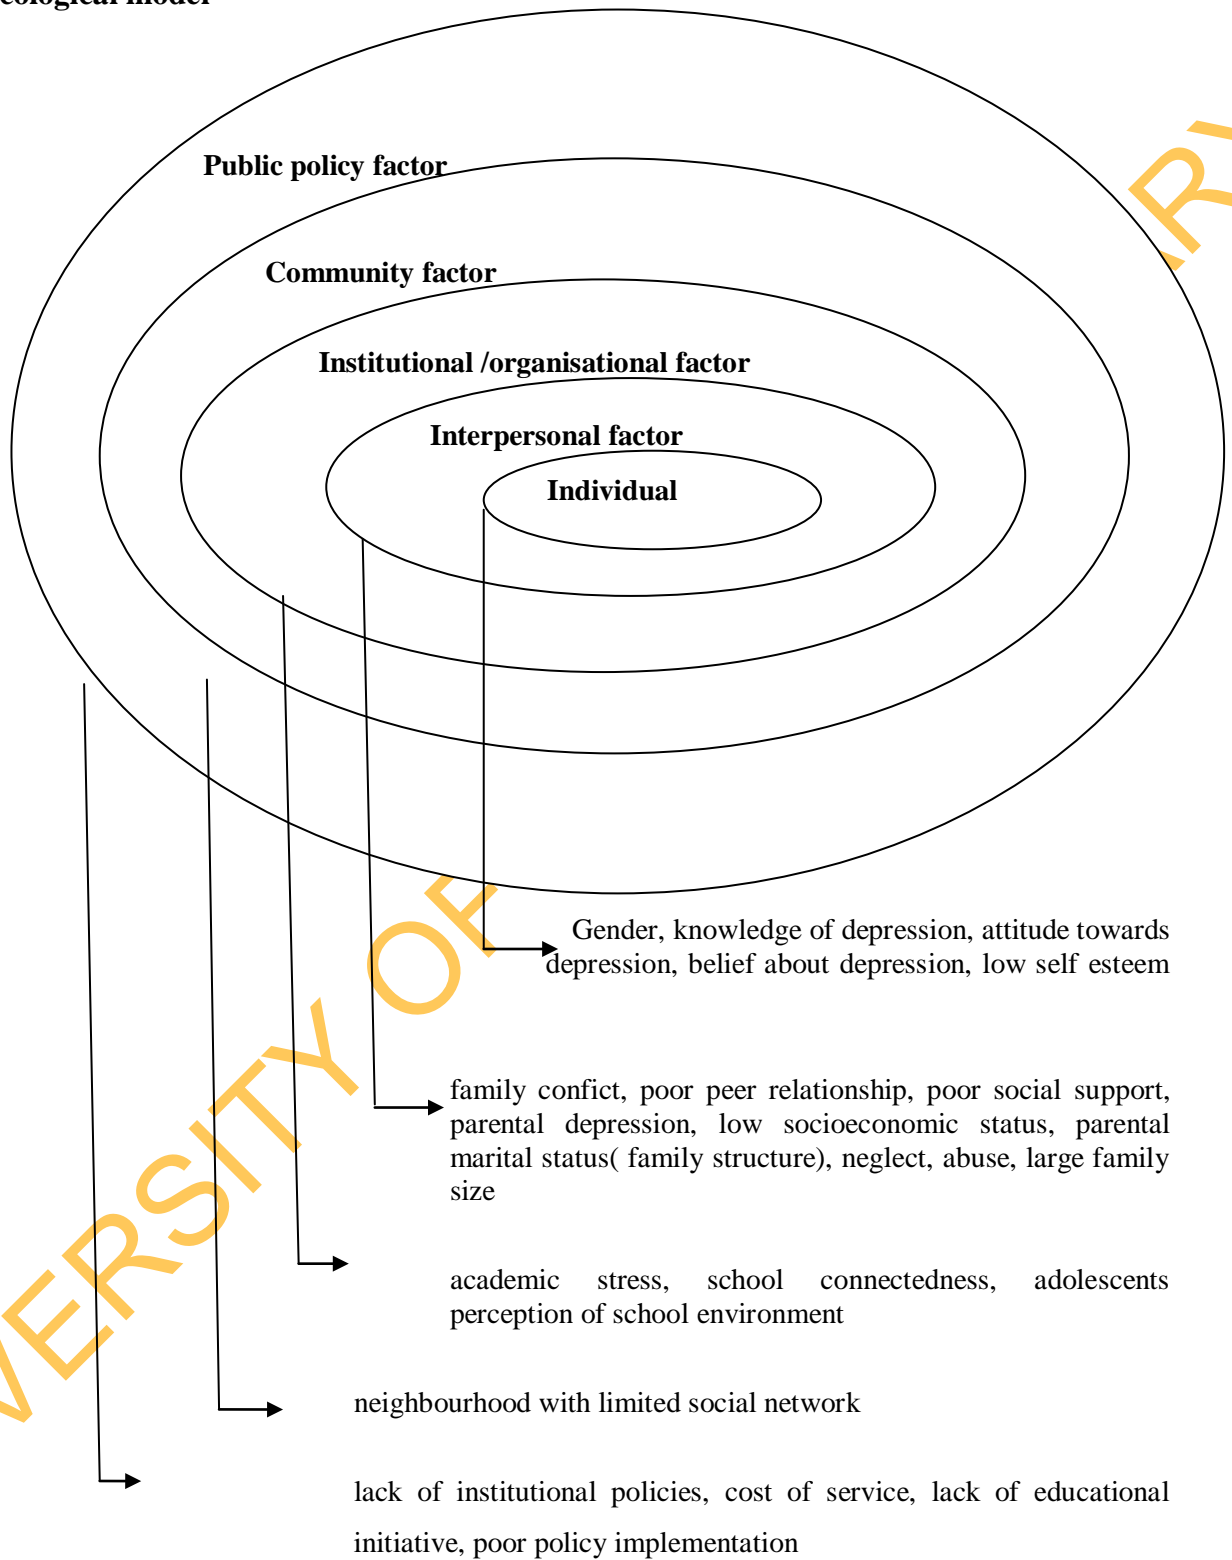 cological model
Public policy factor
Community factor
Institutional /organisational factor
Interpersonal factor
Individual
Gender, knowledge of depression, attitude towards
depression, belief about depression, low self esteem
family confict, poor peer relationship, poor social support,
parental depression, low socioeconomic status, parental
marital status( family structure), neglect, abuse, large family
size
academic stress, school connectedness, adolescents
perception of school environment
neighbourhood with limited social network
lack of institutional policies, cost of service, lack of educational
initiative, poor policy implementation
VERSITY OF
ARY